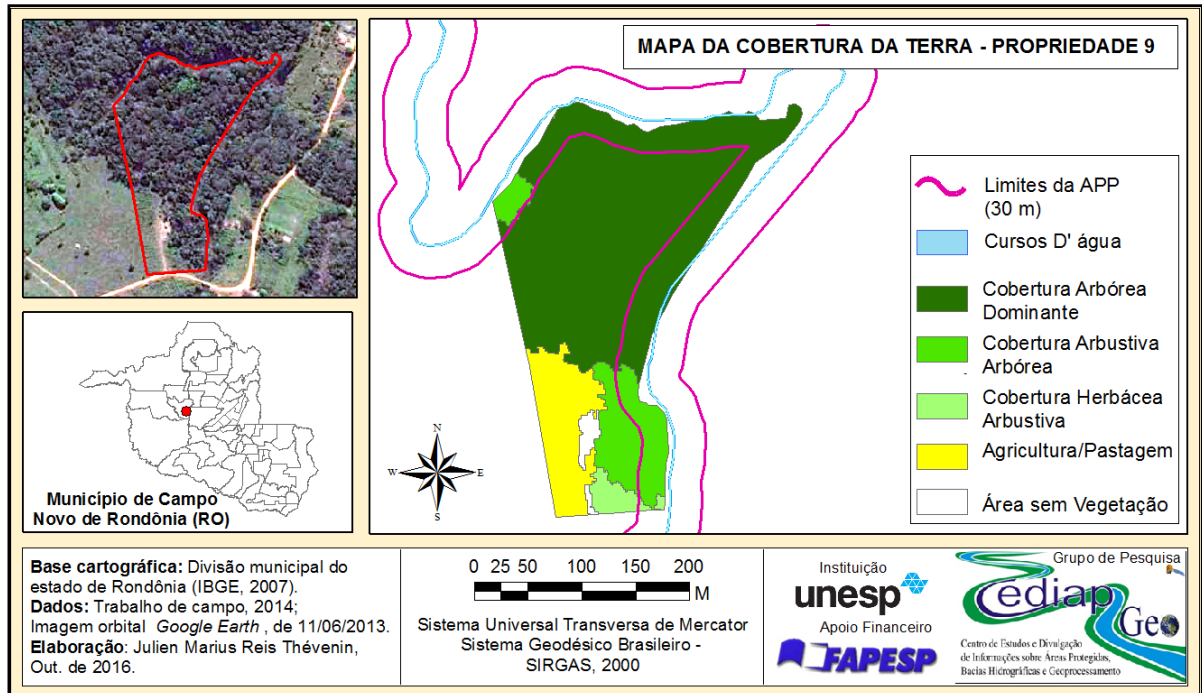 MAPA DA COBERTURA DA TERRA - PROPRIEDADE 9
Limites da APP
(30 m)
Cursos D' água
Cobertura Arbórea
Dominante
Cobertura Arbustiva
Arbórea
Cobertura Herbácea
Arbustiva
Agricultura/Pastagem
Área sem Vegetação
N
W
E
S
Município de Campo
Novo de Rondônia (RO)
Base cartográfica: Divisão municipal do
estado de Rondônia (IBGE, 2007).
Dados: Trabalho de campo, 2014;
Imagem orbital Google Earth , de 11/06/2013.
Elaboração: Julien Marius Reis Thévenin,
Out. de 2016.
0 25 50 100 150 200
M
Sistema Universal Transversa de Mercator
Sistema Geodésico Brasileiro -
SIRGAS, 2000
Instituição
unesp
Apoio Financeiro
FAPESP
Grupo de Pesquisa
Cediap
Geo
Centro de Estudos e Divulgação
de Informações sobre Áreas Protegidas,
Bacias Hidrográficas e Geoprocessamento